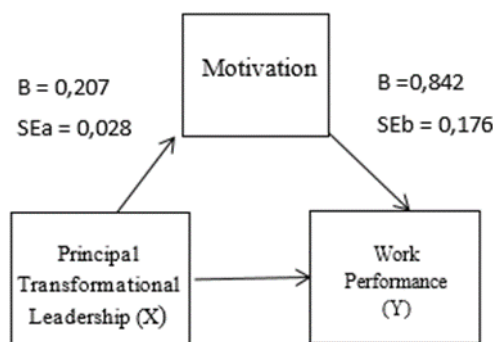 Motivation
B = 0,207
SEa = 0,028
B =0,842
SEb = 0,176
Principal
Transformational
Leadership (X)
Work
Performance
(Y)